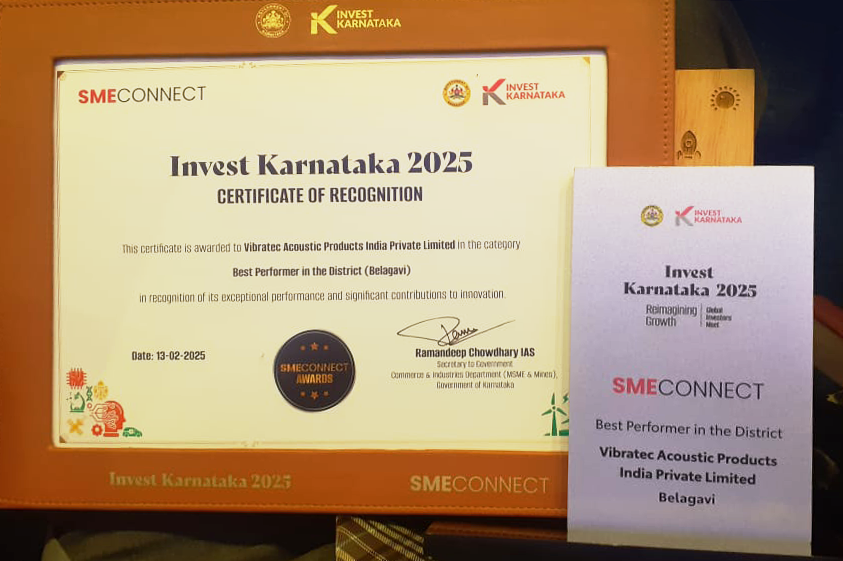 INVEST
KARNATAKA
SMECONNECT
INVEST
KARNATAKA
Invest Karnataka 2025
CERTIFICATE OF RECOGNITION
This certificate is awarded to Vibratec Acoustic Products India Private Limited in the category
Best Performer in the District (Belagavi)
in recognition of its exceptional performance and significant contributions to innovation.
Date: 13-02-2025
SMECONNECT
AWARDS
Ramandeep Chowdhary IAS
Secretary to Government
Commerce & Industries Department (MSME & Mines),
Government of Karnataka
Invest Karnataka 2025
SMECONNECT
INVEST
KARNATAKA
Invest
Karnataka 2025
Reimagining
Growth
Global
Investors
Meet
SMECONNECT
Best Performer in the District
Vibratec Acoustic Products
India Private Limited
Belagavi